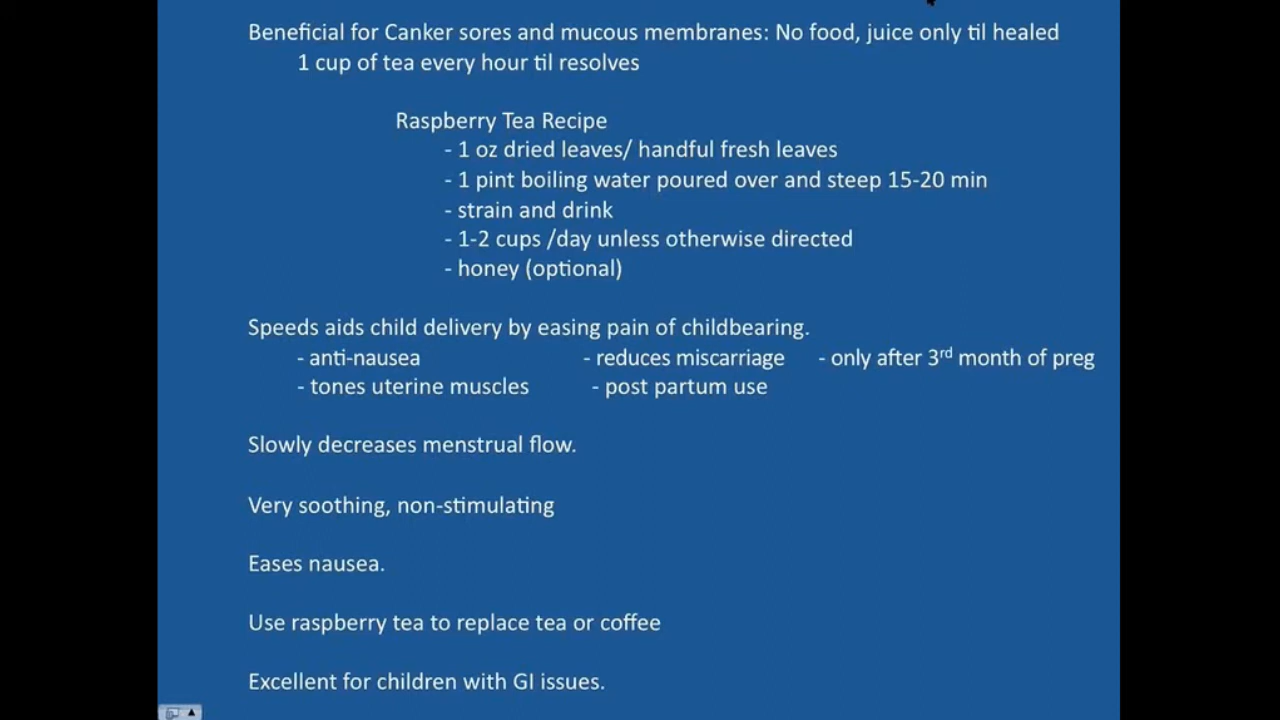 Beneficial for Canker sores and mucous membranes: No food, juice only til healed
1 cup of tea every hour til resolves
Raspberry Tea Recipe
- 1 oz dried leaves/ handful fresh leaves
- 1 pint boiling water poured over and steep 15-20 min
- strain and drink
- 1-2 cups /day unless otherwise directed
- honey (optional)
Speeds aids child delivery by easing pain of childbearing.
- anti-nausea - reduces miscarriage - only after 3rd month of preg
- tones uterine muscles - post partum use
Slowly decreases menstrual flow.
Very soothing, non-stimulating
Eases nausea.
Use raspberry tea to replace tea or coffee
Excellent for children with GI issues.